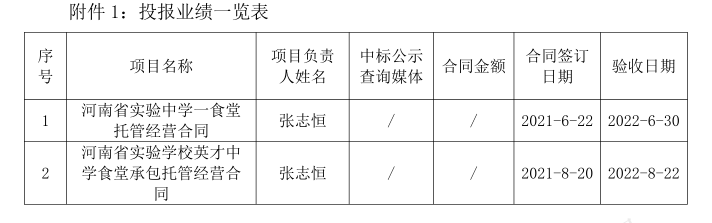 附件 1：投报业绩一览表
序号 项目名称 项目负责人姓名 中标公示查询媒体 合同金额 合同签订日期 验收日期
1 河南省实验中学一食堂托管经营合同 张志恒 / / 2021-6-22 2022-6-30
2 河南省实验学校英才中学食堂承包托管经营合同 张志恒 / / 2021-8-20 2022-8-22